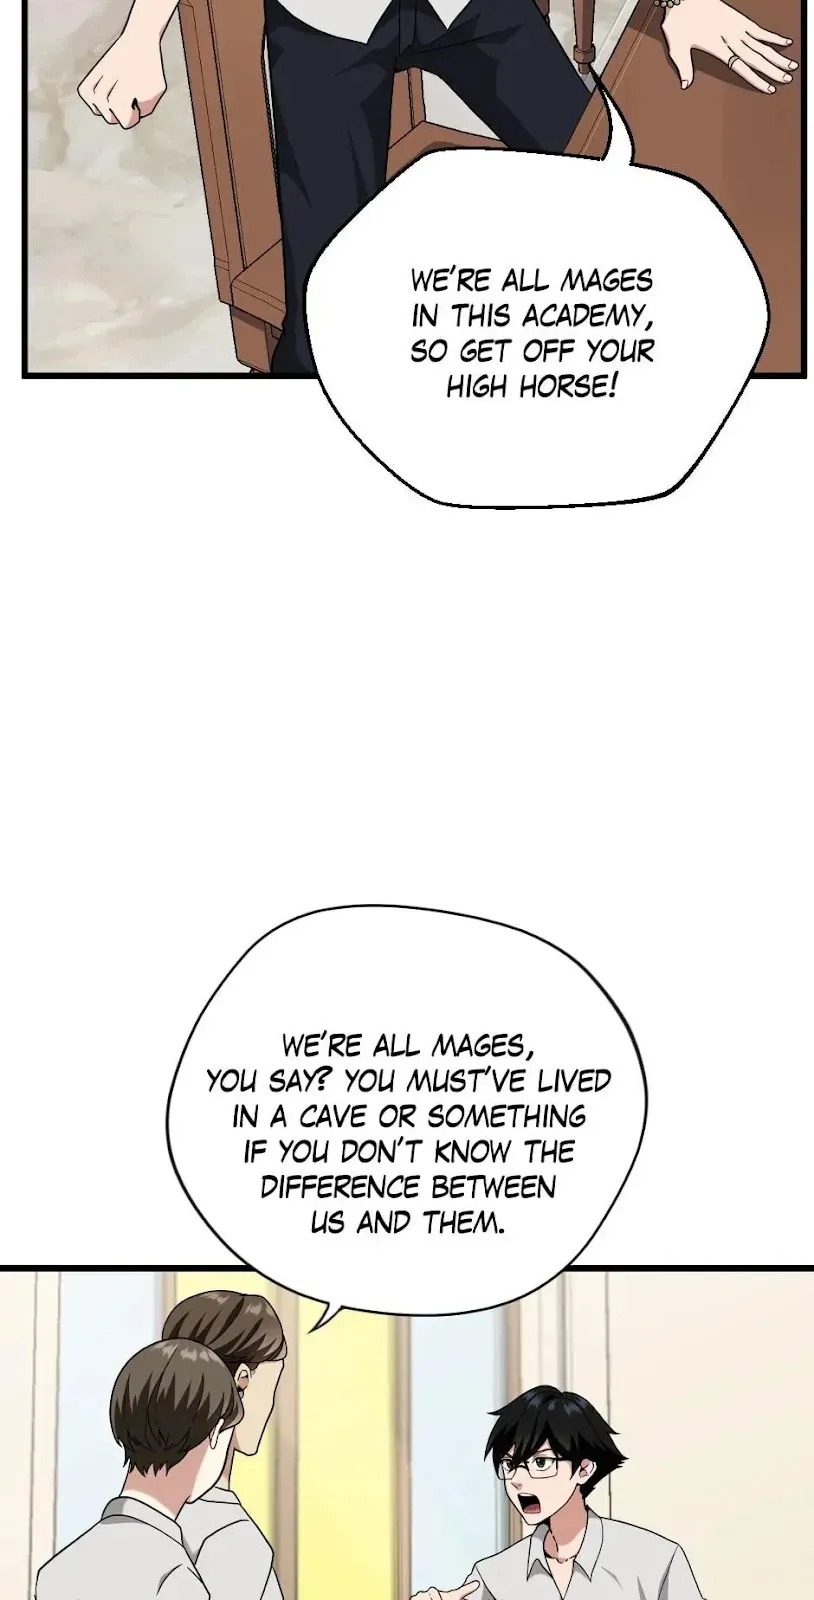 WE'RE ALL MAGES
IN THIS ACADEMY,
SO GET OFF YOUR
HIGH HORSE!
WE'RE ALL MAGES,
YOU SAY? YOU MUST'VE LIVED
IN A CAVE OR SOMETHING
IF YOU DON'T KNOW THE
DIFFERENCE BETWEEN
US AND THEM.